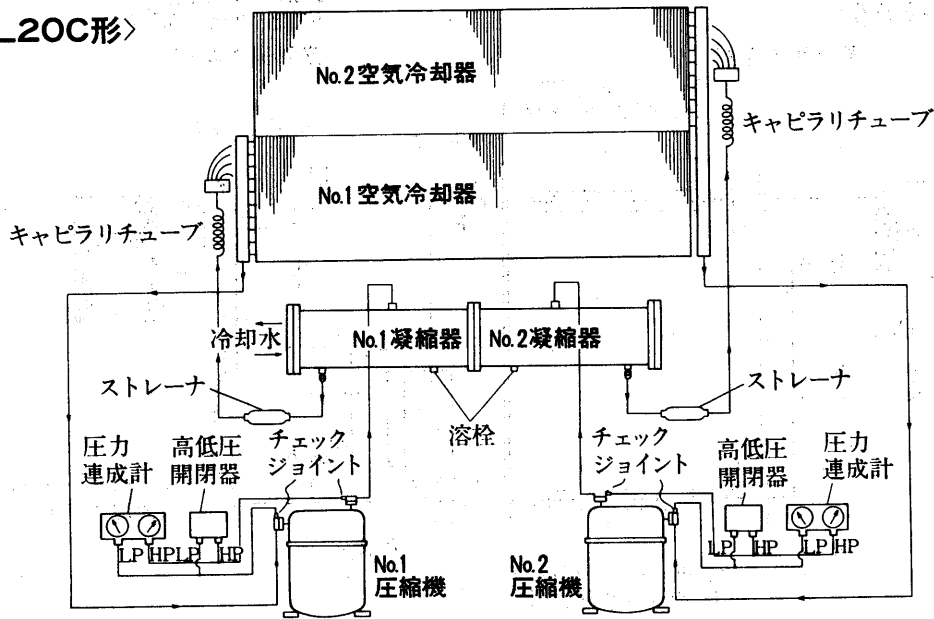 _20C形〉
No.2空気冷却器
キャピラリチューブ
No.1空気冷却器
キャピラリチューブ
冷却水
No.1凝縮器
No.2凝縮器
ストレーナ
ストレーナ
溶栓
圧力
連成計
高低圧
開閉器
チェック
ジョイント
チェック
ジョイント
高低圧
開閉器
圧力
連成計
LP HP LP HP
LP HP LP HP
No.1
圧縮機
No.2
圧縮機